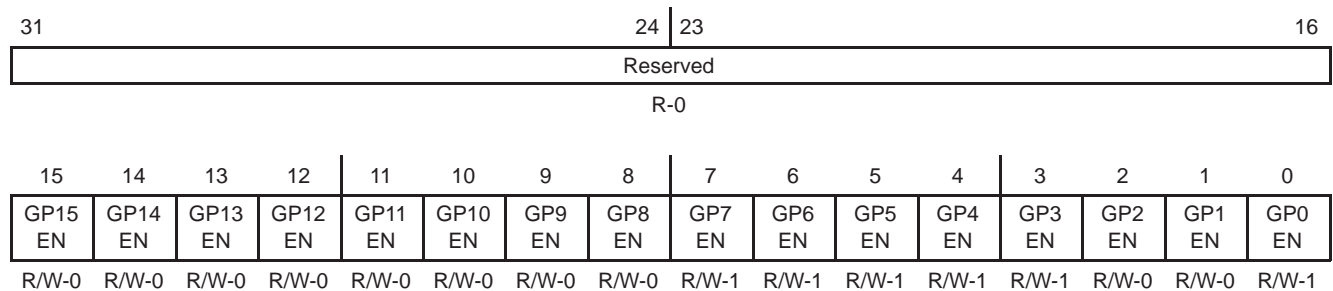 31 24 23 16
Reserved
R-0
15 14 13 12 11 10 9 8 7 6 5 4 3 2 1 0
GP15 GP14 GP13 GP12 GP11 GP10 GP9 GP8 GP7 GP6 GP5 GP4 GP3 GP2 GP1 GP0
EN EN EN EN EN EN EN EN EN EN EN EN EN EN EN EN
R/W-0 R/W-0 R/W-0 R/W-0 R/W-0 R/W-0 R/W-0 R/W-0 R/W-1 R/W-1 R/W-1 R/W-1 R/W-1 R/W-0 R/W-0 R/W-1